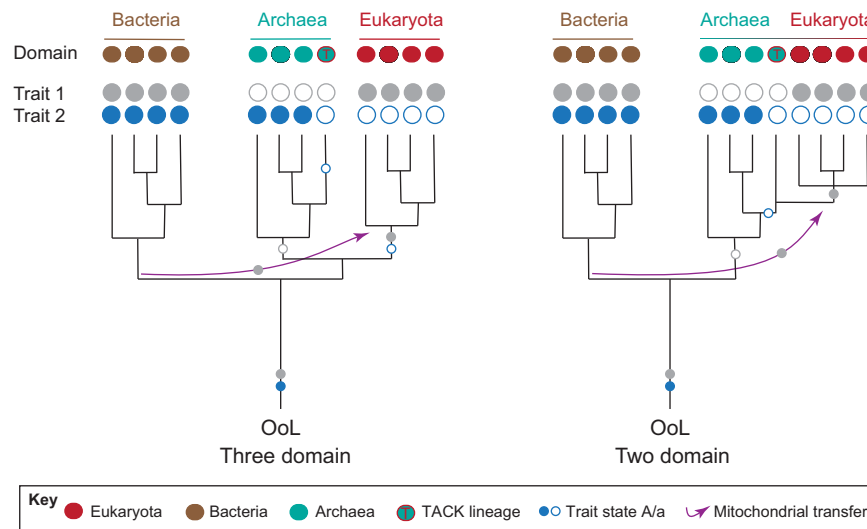 Bacteria Archaea Eukaryota Bacteria Archaea Eukaryota
Domain T T
Trait 1
Trait 2
OoL OoL
Three domain Two domain
Key Eukaryota Bacteria Archaea T TACK lineage Trait state A/a Mitochondrial transfer